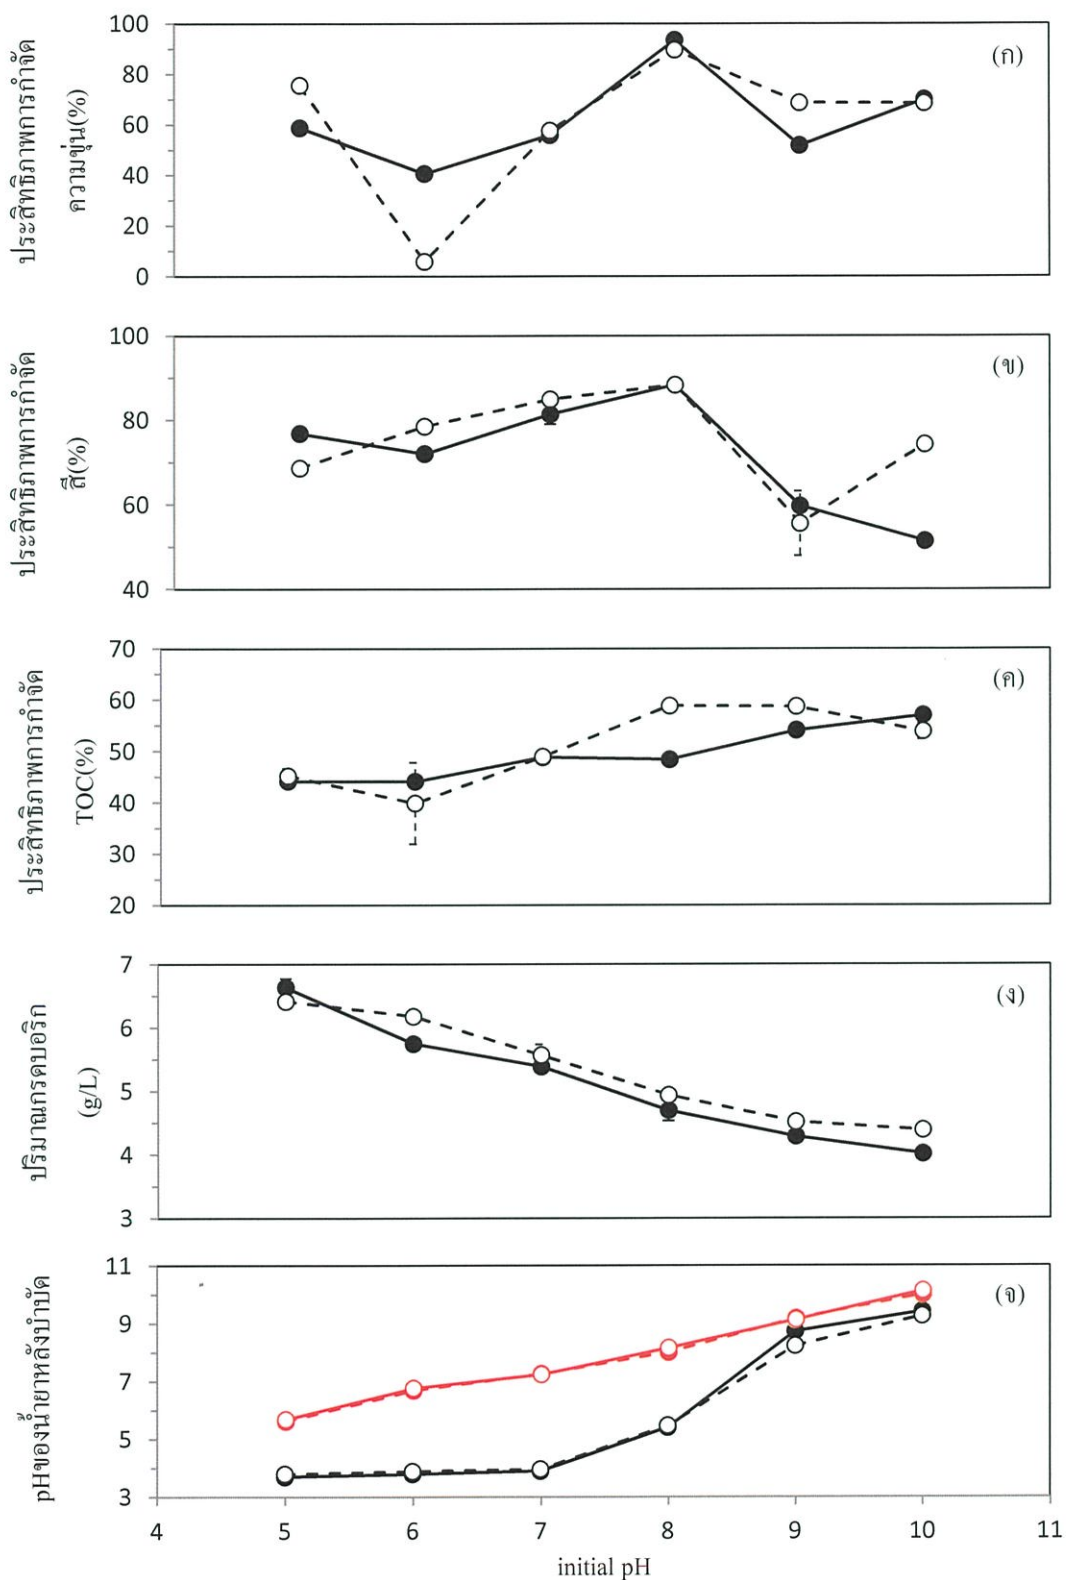 ประสิทธิภาพการกำจัด
ความขุ่น(%)
100
80
60
40
20
0
(ก)
ประสิทธิภาพการกำจัด
สี(%)
100
80
60
40
(ข)
ประสิทธิภาพการกำจัด
TOC(%)
70
60
50
40
30
20
(ค)
ปริมาณกรดบอริก
(g/L)
7
6
5
4
3
(ง)
pHของน้ำยาหลังบำบัด
11
9
7
5
3
(จ)
4 5 6 7 8 9 10 11
initial pH